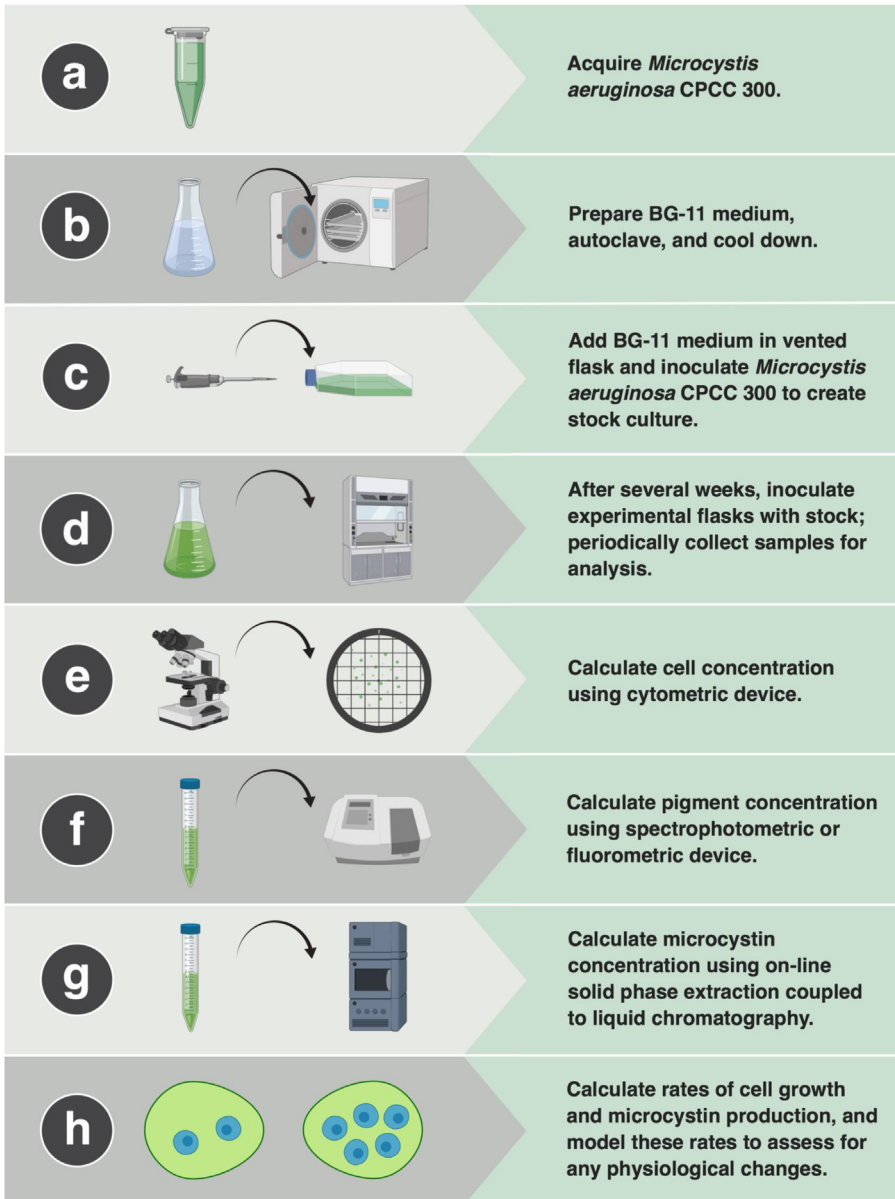 a
Acquire Microcystis
aeruginosa CPCC 300.
b
Prepare BG-11 medium,
autoclave, and cool down.
c
Add BG-11 medium in vented
flask and inoculate Microcystis
aeruginosa CPCC 300 to create
stock culture.
d
After several weeks, inoculate
experimental flasks with stock;
periodically collect samples for
analysis.
e
Calculate cell concentration
using cytometric device.
f
Calculate pigment concentration
using spectrophotometric or
fluorometric device.
g
Calculate microcystin
concentration using on-line
solid phase extraction coupled
to liquid chromatography.
h
Calculate rates of cell growth
and microcystin production, and
model these rates to assess for
any physiological changes.